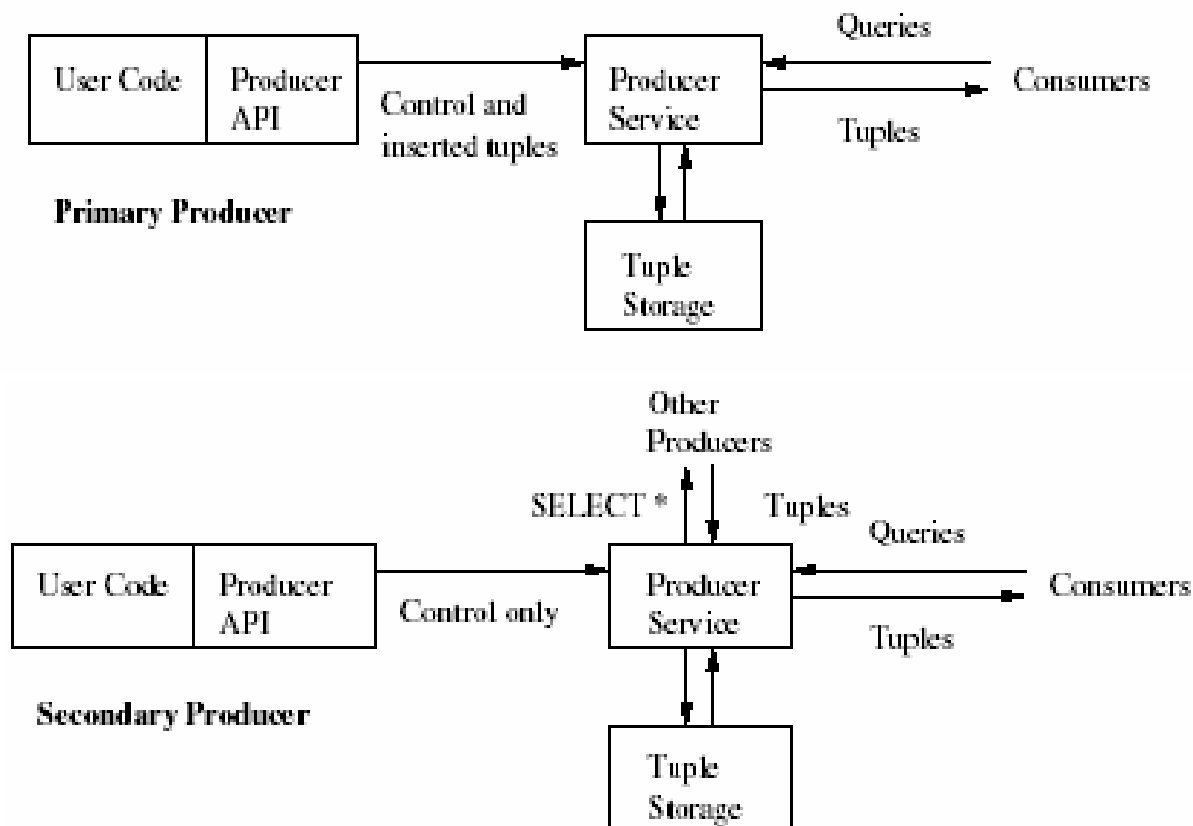 Queries
User Code
Producer
API
Control and
inserted tuples
Producer
Service
Consumers
Tuples
Primary Producer
Tuple
Storage
Other
Producers
SELECT *
Tuples
Queries
User Code
Producer
API
Control only
Producer
Service
Consumers
Tuples
Secondary Producer
Tuple
Storage